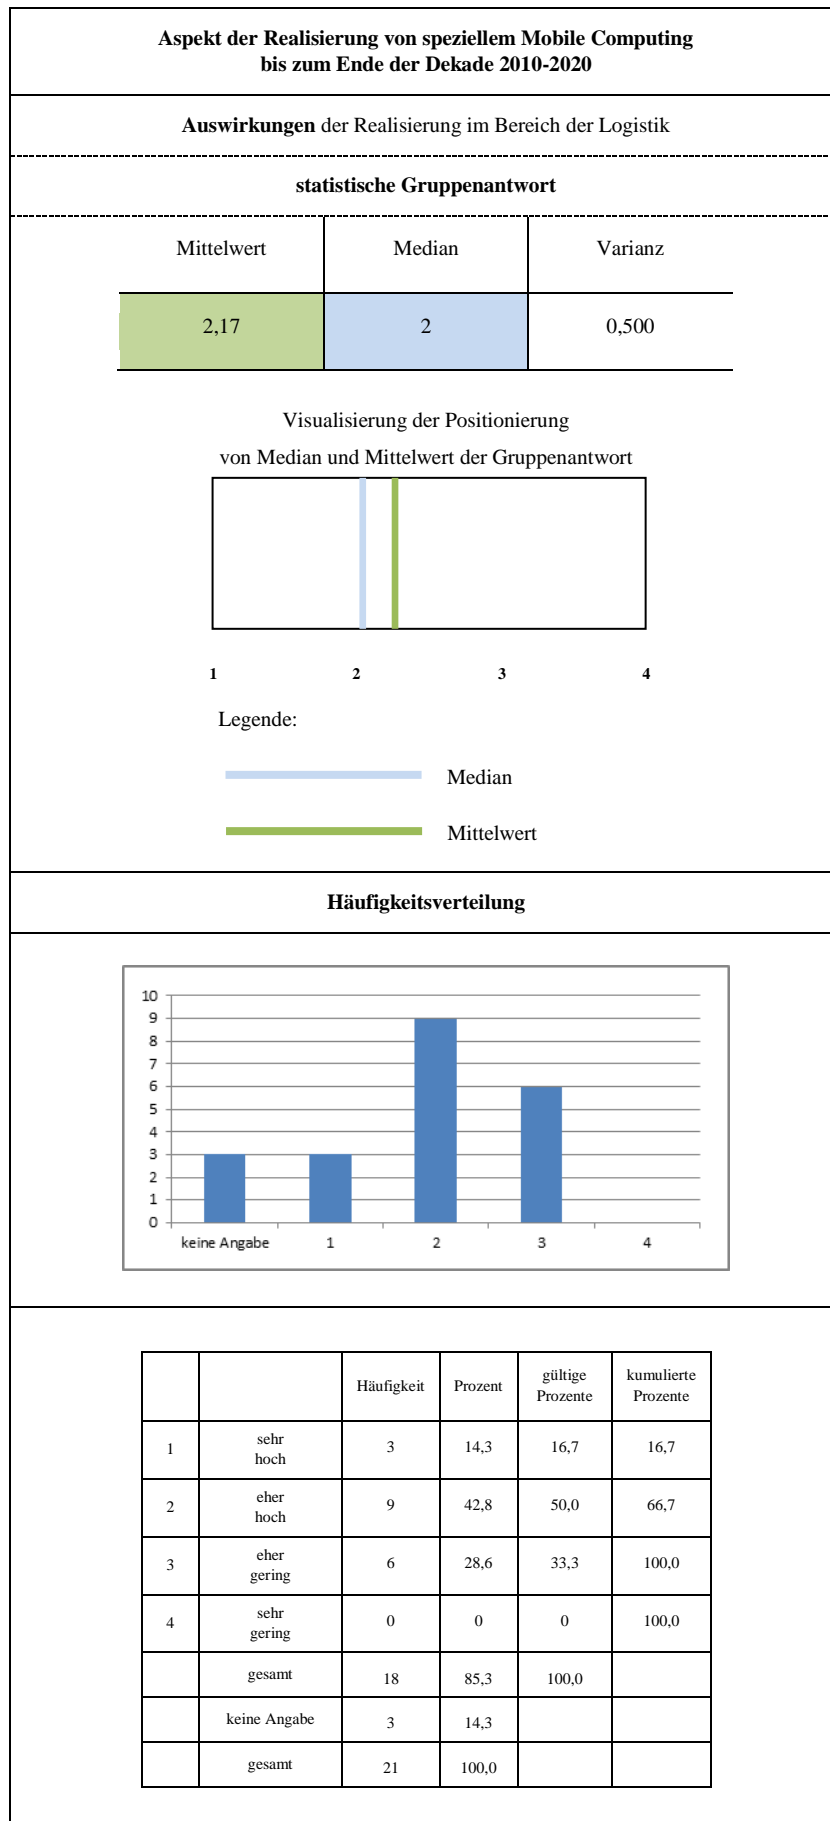 Aspekt der Realisierung von speziellem Mobile Computing
bis zum Ende der Dekade 2010-2020
Auswirkungen der Realisierung im Bereich der Logistik
statistische Gruppenantwort
Mittelwert Median Varianz
2,17 2 0,500
Visualisierung der Positionierung
von Median und Mittelwert der Gruppenantwort
1 2 3 4
Legende:
Median
Mittelwert
Häufigkeitsverteilung
10
9
8
7
6
5
4
3
2
1
0
keine Angabe 1 2 3 4
Häufigkeit Prozent gültige Prozente kumulierte Prozente
1 sehr hoch 3 14,3 16,7 16,7
2 eher hoch 9 42,8 50,0 66,7
3 eher gering 6 28,6 33,3 100,0
4 sehr gering 0 0 0 100,0
gesamt 18 85,3 100,0
keine Angabe 3 14,3
gesamt 21 100,0